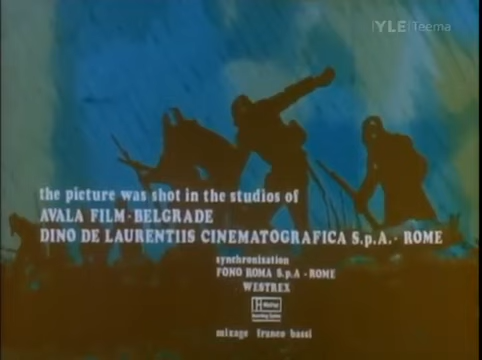 YLE Teema
the picture was shot in the studios of
AVALA FILM - BELGRADE
DINO DE LAURENTIIS CINEMATOGRAFICA S.p.A. - ROME
synchronisation
FONO ROMA S.p.A - ROME
WESTREX
mixage franco bassi